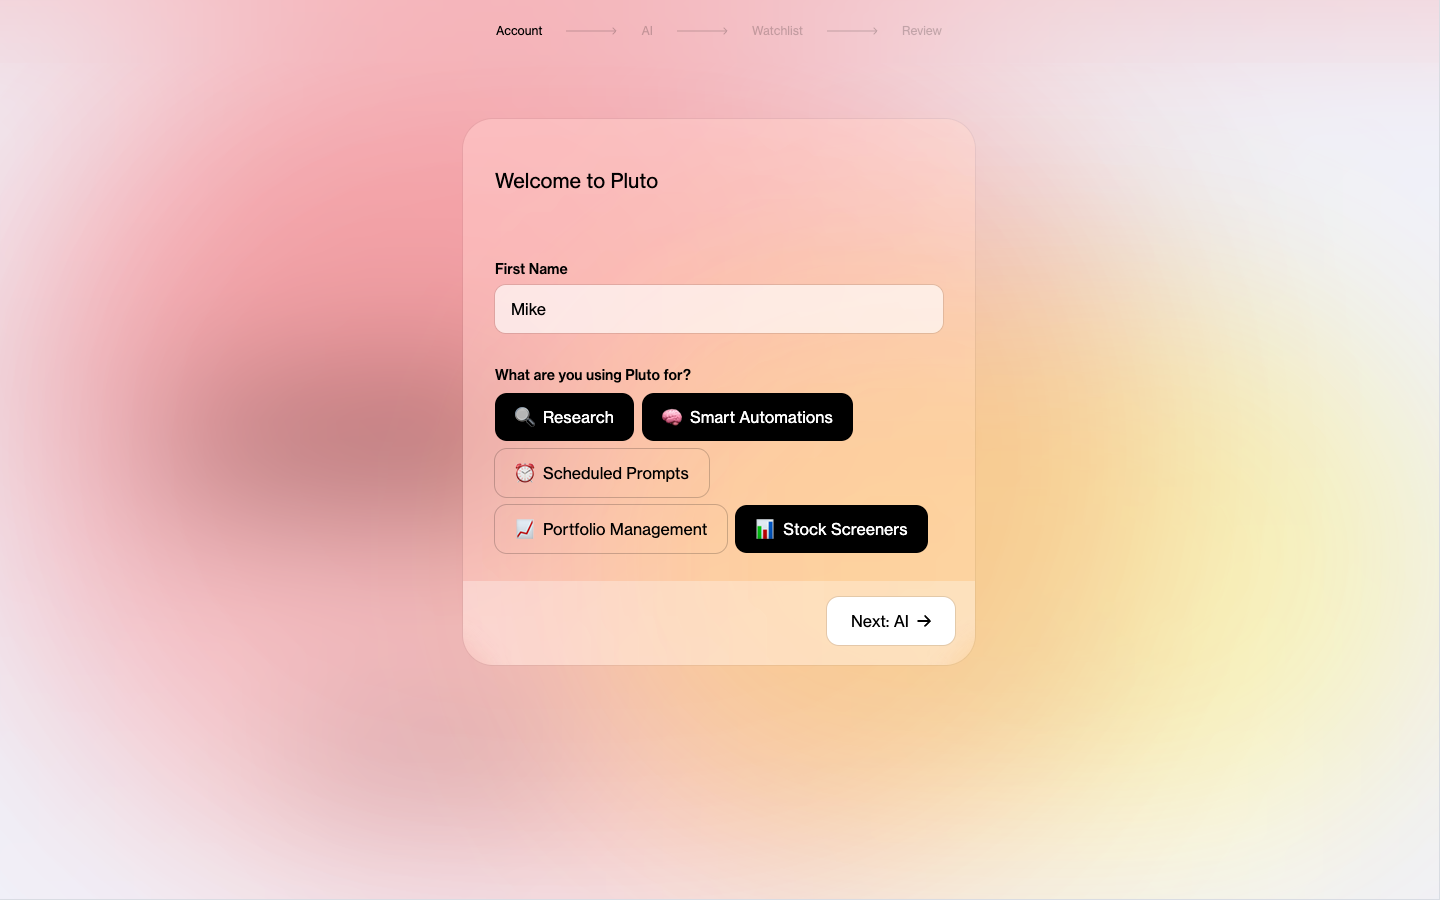 Account AI Watchlist Review
Welcome to Pluto
First Name
Mike
What are you using Pluto for?
Research Smart Automations
Scheduled Prompts
Portfolio Management Stock Screeners
Next: AI →